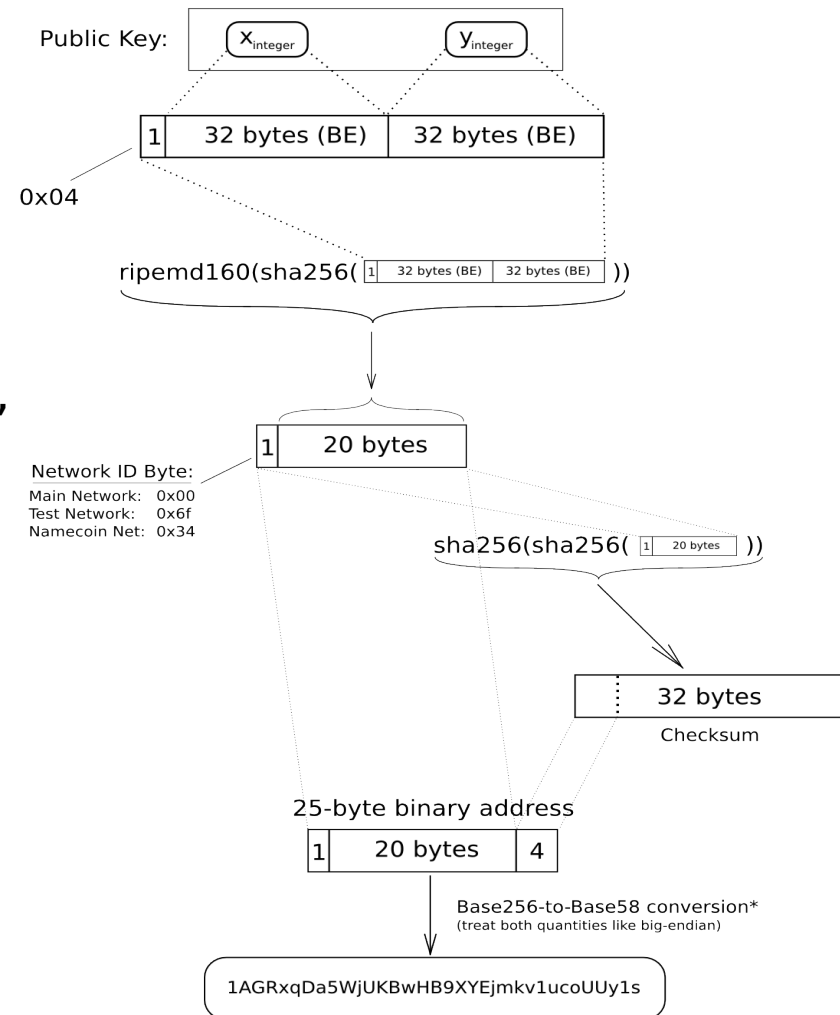 Public Key:
x integer
y integer
1
32 bytes (BE)
32 bytes (BE)
0x04
ripemd160(sha256( 1 32 bytes (BE) 32 bytes (BE) ))
1
20 bytes
Network ID Byte:
Main Network: 0x00
Test Network: 0x6f
Namecoin Net: 0x34
sha256(sha256( 1 20 bytes ))
32 bytes
Checksum
25-byte binary address
1
20 bytes
4
Base256-to-Base58 conversion*
(treat both quantities like big-endian)
1AGRxqDa5WjUKBwHB9XYEjmkv1ucoUUy1s